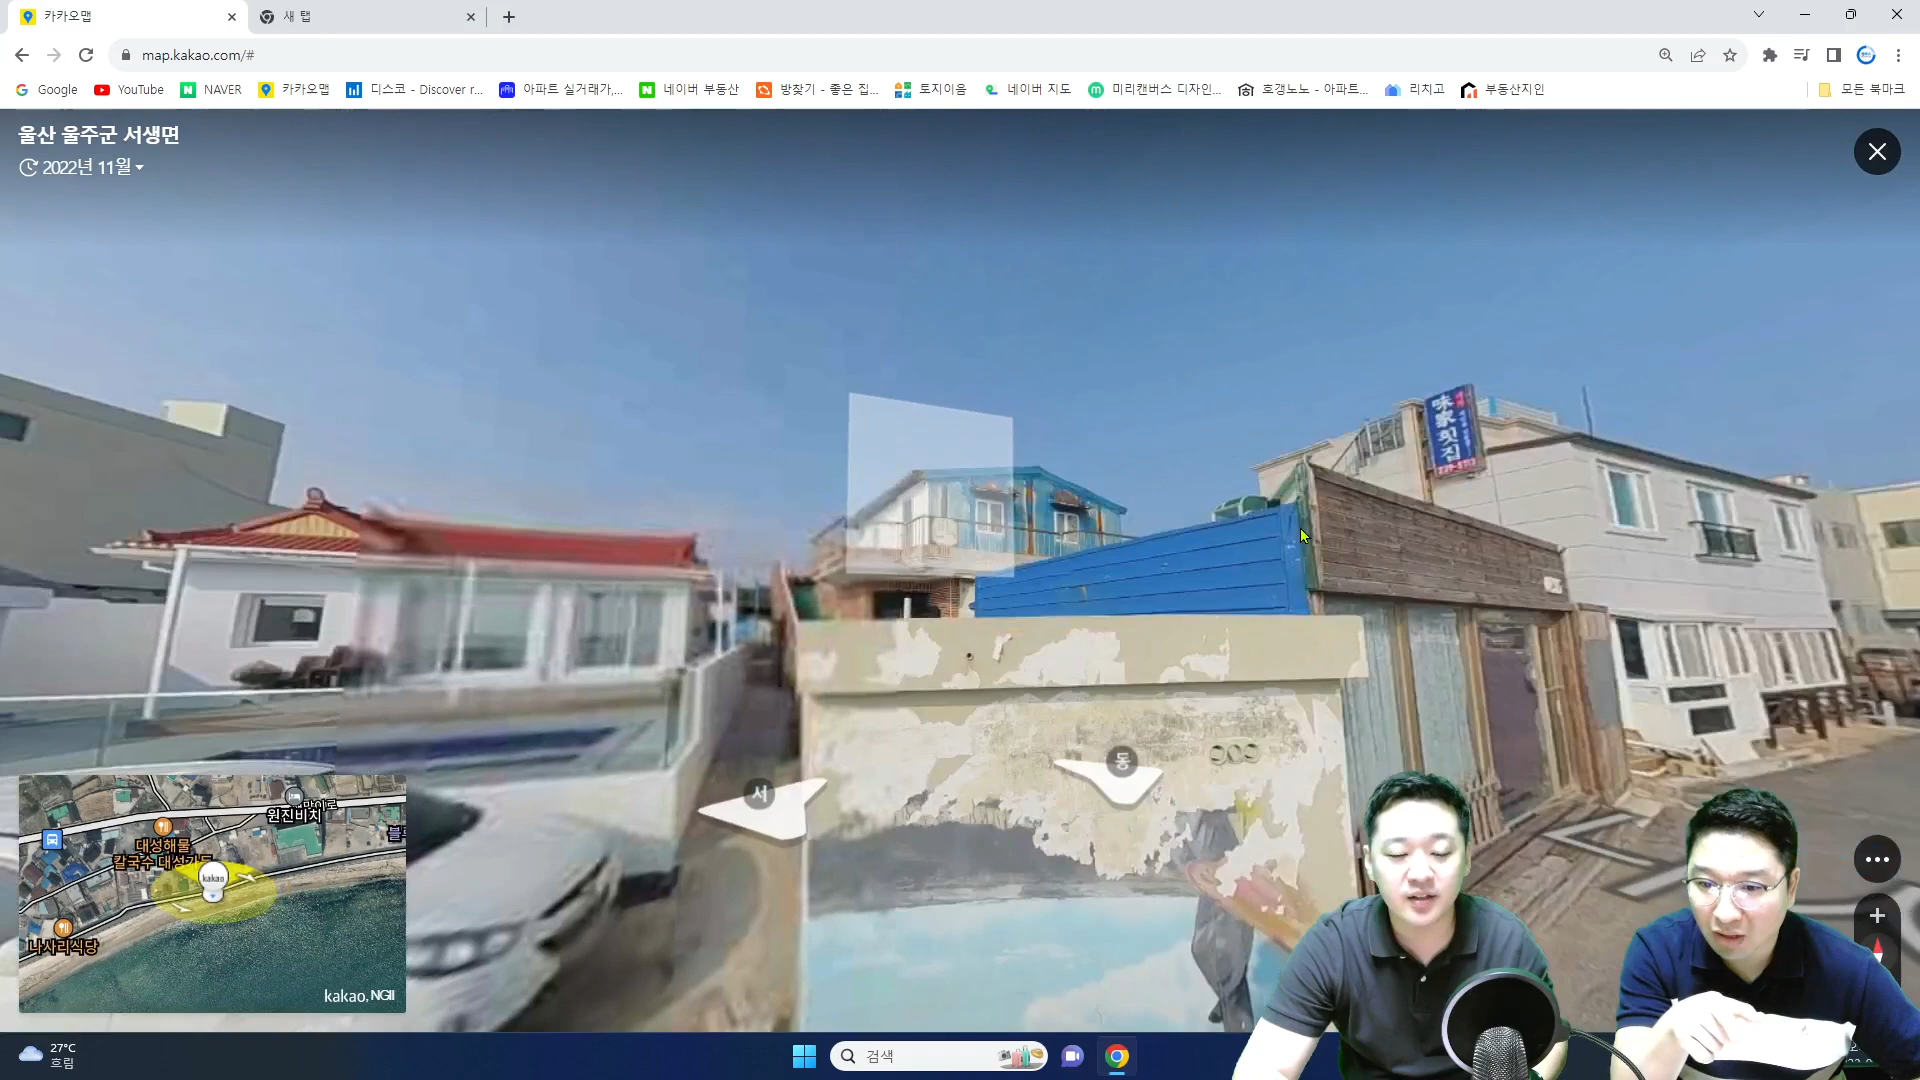 카카오맵
새 탭
map.kakao.com/#
Google
YouTube
NAVER
카카오맵
디스코 - Discover r...
아파트 실거래가,...
네이버 부동산
방찾기 - 좋은 집...
토지이음
네이버 지도
미리캔버스 디자인...
호갱노노 - 아파트...
리치고
부동산지인
모든 북마크
울산 울주군 서생면
2022년 11월
味家횟집
서
동
909
원진비치
대성해물
칼국수
kakao
나사리식당
kakao, NGII
27°C
흐림
검색